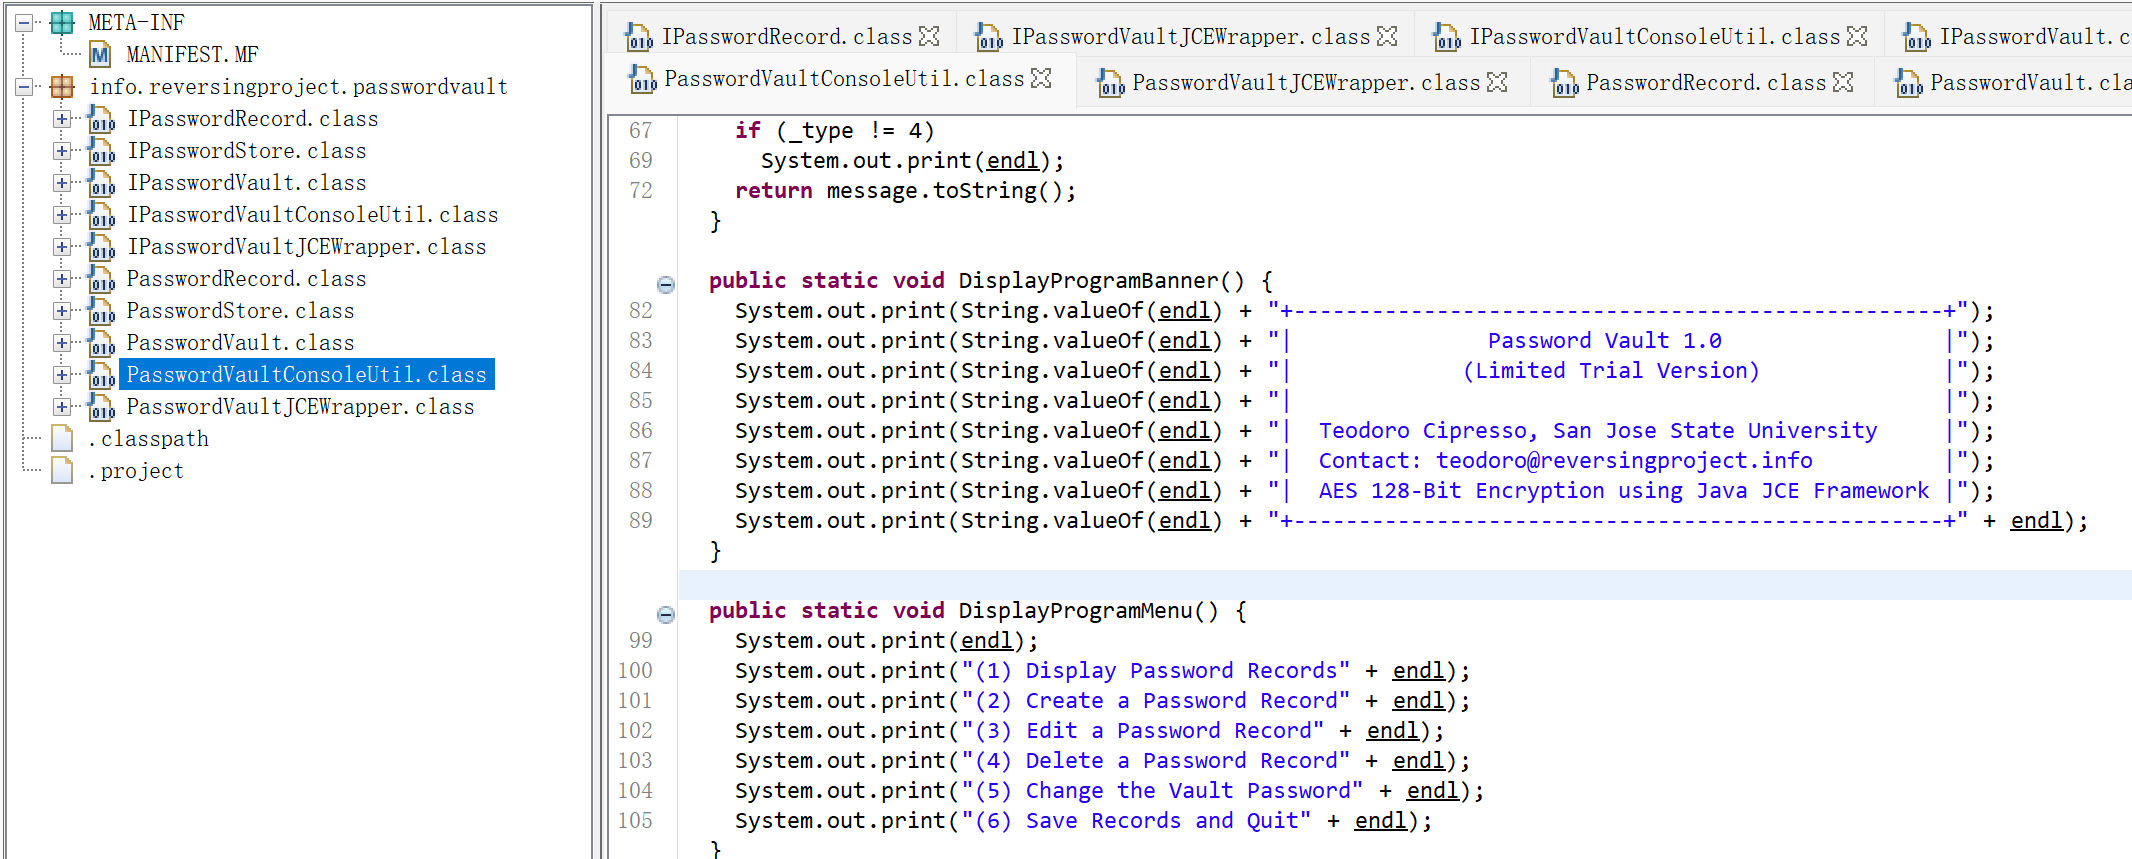 META-INF
MANIFEST.MF
info.reversingproject.passwordvault
IPasswordRecord.class
IPasswordStore.class
IPasswordVault.class
IPasswordVaultConsoleUtil.class
IPasswordVaultJCEWrapper.class
PasswordRecord.class
PasswordStore.class
PasswordVault.class
PasswordVaultConsoleUtil.class
PasswordVaultJCEWrapper.class
.classpath
.project
IPasswordRecord.class IPasswordVaultJCEWrapper.class IPasswordVaultConsoleUtil.class IPasswordVault.c
PasswordVaultConsoleUtil.class PasswordVaultJCEWrapper.class PasswordRecord.class PasswordVault.cla
67 if (_type != 4)
69 System.out.print(endl);
72 return message.toString();
}
public static void DisplayProgramBanner() {
82 System.out.print(String.valueOf(endl) + "+--------------------------------------------------+");
83 System.out.print(String.valueOf(endl) + "|               Password Vault 1.0                 |");
84 System.out.print(String.valueOf(endl) + "|             (Limited Trial Version)              |");
85 System.out.print(String.valueOf(endl) + "|                                                  |");
86 System.out.print(String.valueOf(endl) + "|  Teodoro Cipresso, San Jose State University     |");
87 System.out.print(String.valueOf(endl) + "|  Contact: teodoro@reversingproject.info          |");
88 System.out.print(String.valueOf(endl) + "|  AES 128-Bit Encryption using Java JCE Framework |");
89 System.out.print(String.valueOf(endl) + "+--------------------------------------------------+" + endl);
}
public static void DisplayProgramMenu() {
99 System.out.print(endl);
100 System.out.print("(1) Display Password Records" + endl);
101 System.out.print("(2) Create a Password Record" + endl);
102 System.out.print("(3) Edit a Password Record" + endl);
103 System.out.print("(4) Delete a Password Record" + endl);
104 System.out.print("(5) Change the Vault Password" + endl);
105 System.out.print("(6) Save Records and Quit" + endl);
}